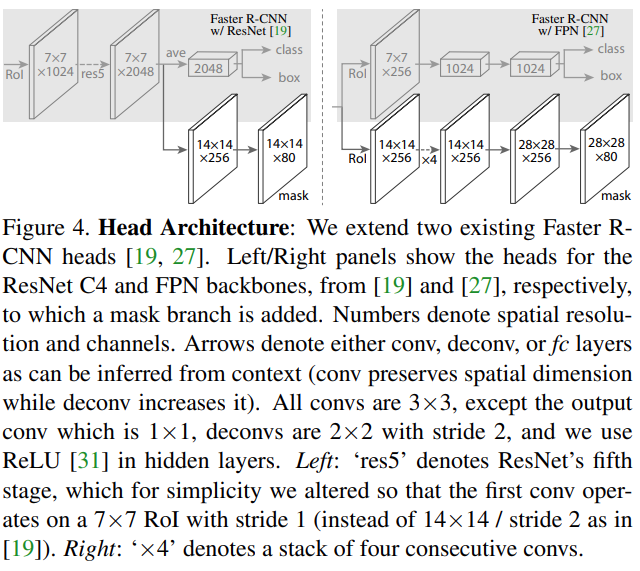 Faster R-CNN
w/ ResNet [19]
RoI
7×7
×1024
res5
7×7
×2048
ave
2048
class
box
14×14
×256
14×14
×80
mask
Faster R-CNN
w/ FPN [27]
RoI
7×7
×256
1024
1024
class
box
RoI
14×14
×256
×4
14×14
×256
28×28
×256
28×28
×80
mask
Figure 4. Head Architecture: We extend two existing Faster R-
CNN heads [19, 27]. Left/Right panels show the heads for the
ResNet C4 and FPN backbones, from [19] and [27], respectively,
to which a mask branch is added. Numbers denote spatial resolu-
tion and channels. Arrows denote either conv, deconv, or fc layers
as can be inferred from context (conv preserves spatial dimension
while deconv increases it). All convs are 3×3, except the output
conv which is 1×1, deconvs are 2×2 with stride 2, and we use
ReLU [31] in hidden layers. Left: ‘res5’ denotes ResNet’s fifth
stage, which for simplicity we altered so that the first conv oper-
ates on a 7×7 RoI with stride 1 (instead of 14×14 / stride 2 as in
[19]). Right: ‘×4’ denotes a stack of four consecutive convs.